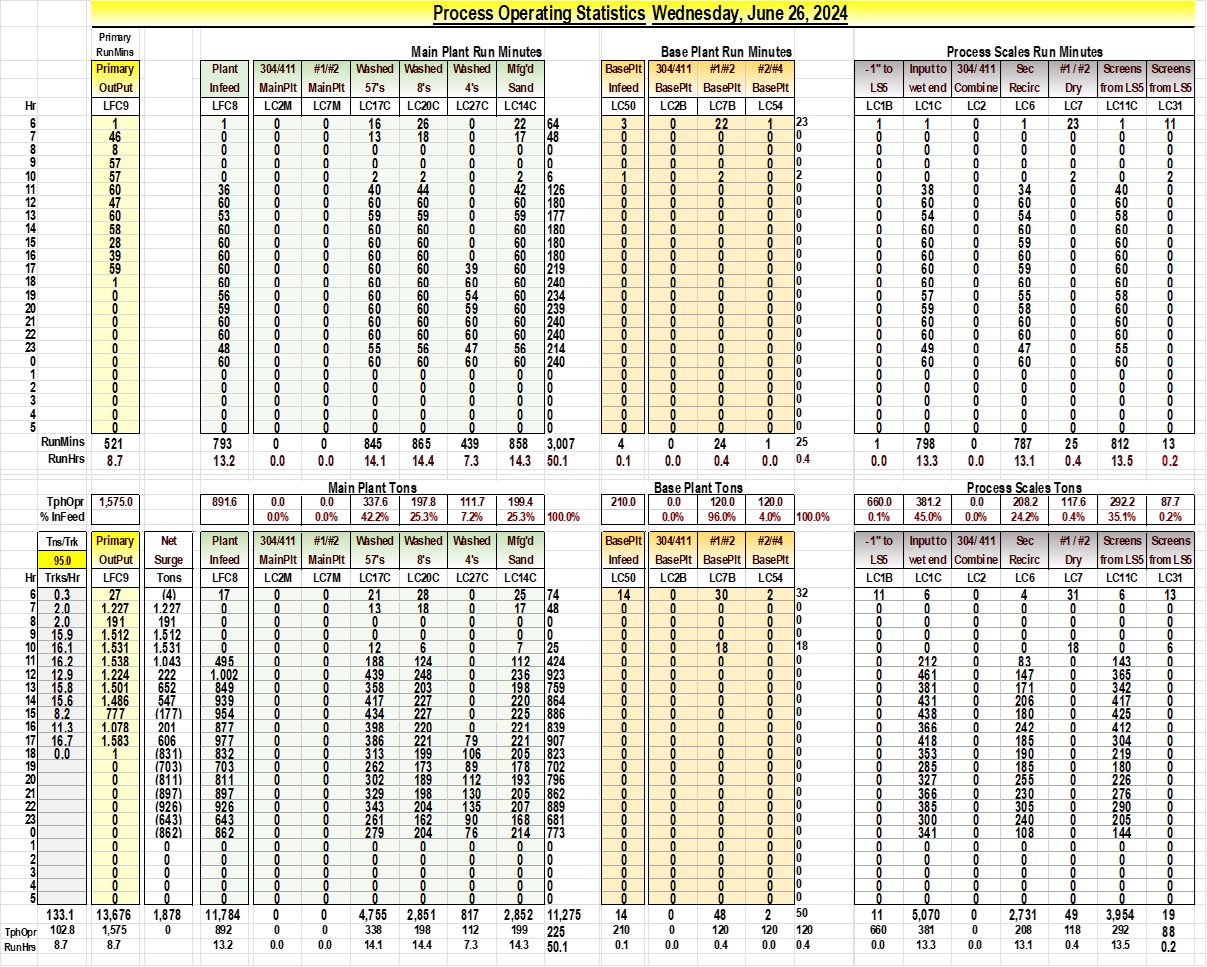 Process Operating Statistics Wednesday, June 26, 2024
Primary
RunMins Main Plant Run Minutes Base Plant Run Minutes Process Scales Run Minutes
Primary Plant 304/411 #1/#2 Washed Washed Washed Mfg'd BasePlt 304/411 #1/#2 #2/#4 -1" to Input to 304/ 411 Sec #1 / #2 Screens Screens
OutPut Infeed MainPlt MainPlt 57's 8's 4's Sand Infeed BasePlt BasePlt BasePlt LS5 wet end Combine Recirc Dry from LS5 from LS5
Hr LFC9 LFC8 LC2M LC7M LC17C LC20C LC27C LC14C LC50 LC2B LC7B LC54 LC1B LC1C LC2 LC6 LC7 LC11C LC31
6 1 1 0 0 16 26 0 22 64 3 0 22 1 23 1 1 0 1 23 1 11
7 46 0 0 0 13 18 0 17 48 0 0 0 0 0 0 0 0 0 0 0 0
8 8 0 0 0 0 0 0 0 0 0 0 0 0 0 0 0 0 0 0 0 0
9 57 0 0 0 0 0 0 0 0 0 0 0 0 0 0 0 0 0 0 0 0
10 57 0 0 0 2 2 0 2 6 1 0 2 0 2 0 0 0 0 2 0 2
11 60 36 0 0 40 44 0 42 126 0 0 0 0 0 0 38 0 34 0 40 0
12 47 60 0 0 60 60 0 60 180 0 0 0 0 0 0 60 0 60 0 60 0
13 60 53 0 0 59 59 0 59 177 0 0 0 0 0 0 54 0 54 0 58 0
14 58 60 0 0 60 60 0 60 180 0 0 0 0 0 0 60 0 60 0 60 0
15 28 60 0 0 60 60 0 60 180 0 0 0 0 0 0 60 0 59 0 60 0
16 39 60 0 0 60 60 0 60 180 0 0 0 0 0 0 60 0 60 0 60 0
17 59 60 0 0 60 60 39 60 219 0 0 0 0 0 0 60 0 59 0 60 0
18 1 60 0 0 60 60 60 60 240 0 0 0 0 0 0 60 0 60 0 60 0
19 0 56 0 0 60 60 54 60 234 0 0 0 0 0 0 57 0 55 0 58 0
20 0 59 0 0 60 60 59 60 239 0 0 0 0 0 0 59 0 58 0 60 0
21 0 60 0 0 60 60 60 60 240 0 0 0 0 0 0 60 0 60 0 60 0
22 0 60 0 0 60 60 60 60 240 0 0 0 0 0 0 60 0 60 0 60 0
23 0 48 0 0 55 56 47 56 214 0 0 0 0 0 0 49 0 47 0 55 0
0 0 60 0 0 60 60 60 60 240 0 0 0 0 0 0 60 0 60 0 60 0
1 0 0 0 0 0 0 0 0 0 0 0 0 0 0 0 0 0 0 0 0 0
2 0 0 0 0 0 0 0 0 0 0 0 0 0 0 0 0 0 0 0 0 0
3 0 0 0 0 0 0 0 0 0 0 0 0 0 0 0 0 0 0 0 0 0
4 0 0 0 0 0 0 0 0 0 0 0 0 0 0 0 0 0 0 0 0 0
5 0 0 0 0 0 0 0 0 0 0 0 0 0 0 0 0 0 0 0 0 0
RunMins 521 793 0 0 845 865 439 858 3,007 4 0 24 1 25 1 798 0 787 25 812 13
RunHrs 8.7 13.2 0.0 0.0 14.1 14.4 7.3 14.3 50.1 0.1 0.0 0.4 0.0 0.4 0.0 13.3 0.0 13.1 0.4 13.5 0.2
Main Plant Tons Base Plant Tons Process Scales Tons
TphOpr 1,575.0 891.6 0.0 0.0 337.6 197.8 111.7 199.4 210.0 0.0 120.0 120.0 660.0 381.2 0.0 208.2 117.6 292.2 87.7
% InFeed 0.0% 0.0% 42.2% 25.3% 7.2% 25.3% 100.0% 0.0% 96.0% 4.0% 100.0% 0.1% 45.0% 0.0% 24.2% 0.4% 35.1% 0.2%
Tns/Trk Primary Net Plant 304/411 #1/#2 Washed Washed Washed Mfg'd BasePlt 304/411 #1/#2 #2/#4 -1" to Input to 304/ 411 Sec #1 / #2 Screens Screens
95.0 OutPut Surge Infeed MainPlt MainPlt 57's 8's 4's Sand Infeed BasePlt BasePlt BasePlt LS5 wet end Combine Recirc Dry from LS5 from LS5
Hr Trks/Hr LFC9 Tons LFC8 LC2M LC7M LC17C LC20C LC27C LC14C LC50 LC2B LC7B LC54 LC1B LC1C LC2 LC6 LC7 LC11C LC31
6 0.3 27 (4) 17 0 0 21 28 0 25 74 14 0 30 2 32 11 6 0 4 31 6 13
7 2.0 1,227 1,227 0 0 0 13 18 0 17 48 0 0 0 0 0 0 0 0 0 0 0 0
8 2.0 191 191 0 0 0 0 0 0 0 0 0 0 0 0 0 0 0 0 0 0 0 0
9 15.9 1,512 1,512 0 0 0 0 0 0 0 0 0 0 0 0 0 0 0 0 0 0 0 0
10 16.1 1,531 1,531 0 0 0 12 6 0 7 25 0 0 18 0 18 0 0 0 0 18 0 6
11 16.2 1,538 1,043 495 0 0 188 124 0 112 424 0 0 0 0 0 0 212 0 83 0 143 0
12 12.9 1,224 222 1,002 0 0 439 248 0 236 923 0 0 0 0 0 0 461 0 147 0 365 0
13 15.8 1,501 652 849 0 0 358 203 0 198 759 0 0 0 0 0 0 381 0 171 0 342 0
14 15.6 1,486 547 939 0 0 417 227 0 220 864 0 0 0 0 0 0 431 0 206 0 417 0
15 8.2 777 (177) 954 0 0 434 227 0 225 886 0 0 0 0 0 0 438 0 180 0 425 0
16 11.3 1,078 201 877 0 0 398 220 0 221 839 0 0 0 0 0 0 366 0 242 0 412 0
17 16.7 1,583 606 977 0 0 386 221 79 221 907 0 0 0 0 0 0 418 0 185 0 304 0
18 0.0 1 (831) 832 0 0 313 199 106 205 823 0 0 0 0 0 0 353 0 190 0 219 0
19 0 (703) 703 0 0 262 173 89 178 702 0 0 0 0 0 0 285 0 185 0 180 0
20 0 (811) 811 0 0 302 189 112 193 796 0 0 0 0 0 0 327 0 255 0 226 0
21 0 (897) 897 0 0 329 198 130 205 862 0 0 0 0 0 0 366 0 230 0 276 0
22 0 (926) 926 0 0 343 204 135 207 889 0 0 0 0 0 0 385 0 305 0 290 0
23 0 (643) 643 0 0 261 162 90 168 681 0 0 0 0 0 0 300 0 240 0 205 0
0 0 (862) 862 0 0 279 204 76 214 773 0 0 0 0 0 0 341 0 108 0 144 0
1 0 0 0 0 0 0 0 0 0 0 0 0 0 0 0 0 0 0 0 0 0 0
2 0 0 0 0 0 0 0 0 0 0 0 0 0 0 0 0 0 0 0 0 0 0
3 0 0 0 0 0 0 0 0 0 0 0 0 0 0 0 0 0 0 0 0 0 0
4 0 0 0 0 0 0 0 0 0 0 0 0 0 0 0 0 0 0 0 0 0 0
5 0 0 0 0 0 0 0 0 0 0 0 0 0 0 0 0 0 0 0 0 0 0
133.1 13,676 1,878 11,784 0 0 4,755 2,851 817 2,852 11,275 14 0 48 2 50 11 5,070 0 2,731 49 3,954 19
TphOpr 102.8 1,575 0 892 0 0 338 198 112 199 225 210 0 120 120 120 660 381 0 208 118 292 88
RunHrs 8.7 8.7 13.2 0.0 0.0 14.1 14.4 7.3 14.3 50.1 0.1 0.0 0.4 0.0 0.4 0.0 13.3 0.0 13.1 0.4 13.5 0.2